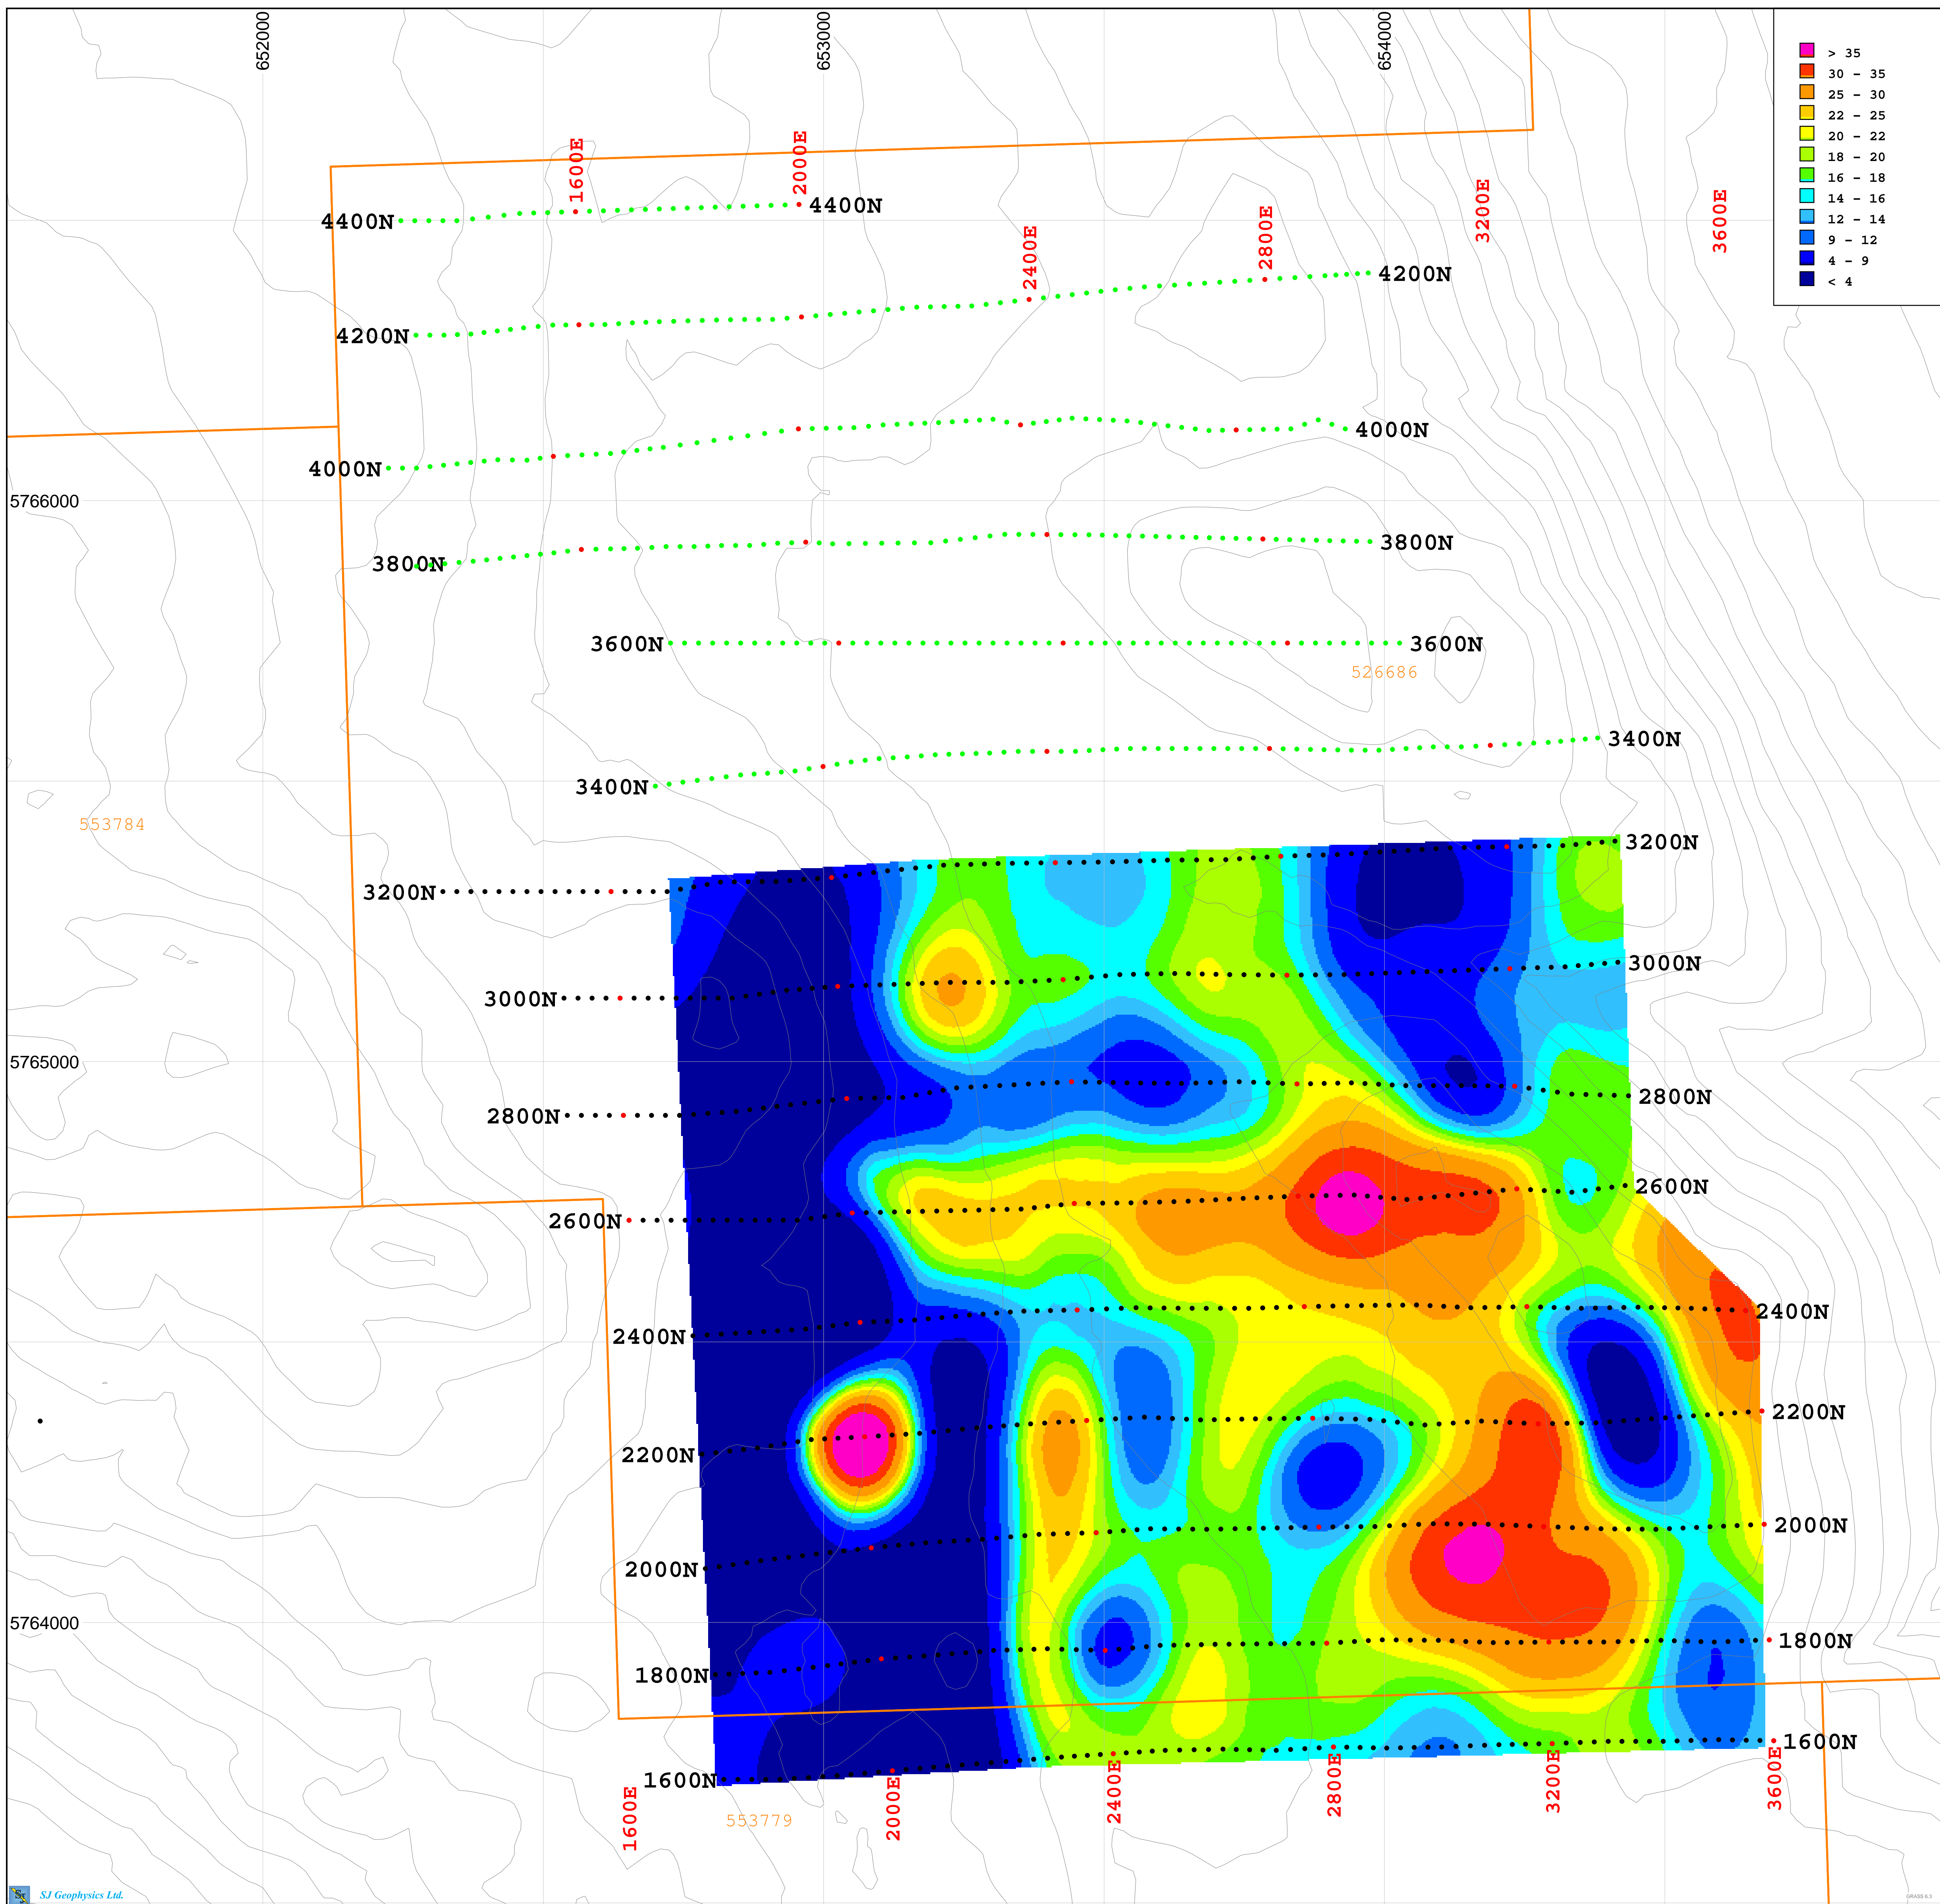 652000
653000
654000
> 35
30 - 35
25 - 30
22 - 25
20 - 22
18 - 20
16 - 18
14 - 16
12 - 14
9 - 12
4 - 9
< 4
1600E
2000E
2400E
2800E
3200E
3600E
4400N 4400N
4200N 4200N
4000N 4000N
5766000
3800N 3800N
3600N 3600N
526686
3400N 3400N
553784
3200N 3200N
3000N 3000N
5765000
2800N 2800N
2600N 2600N
2400N 2400N
2200N 2200N
2000N 2000N
5764000
1800N 1800N
1600N 1600N
1600E
2000E
2400E
2800E
3200E
3600E
553779
SJ Geophysics Ltd.
GRASS 6.3